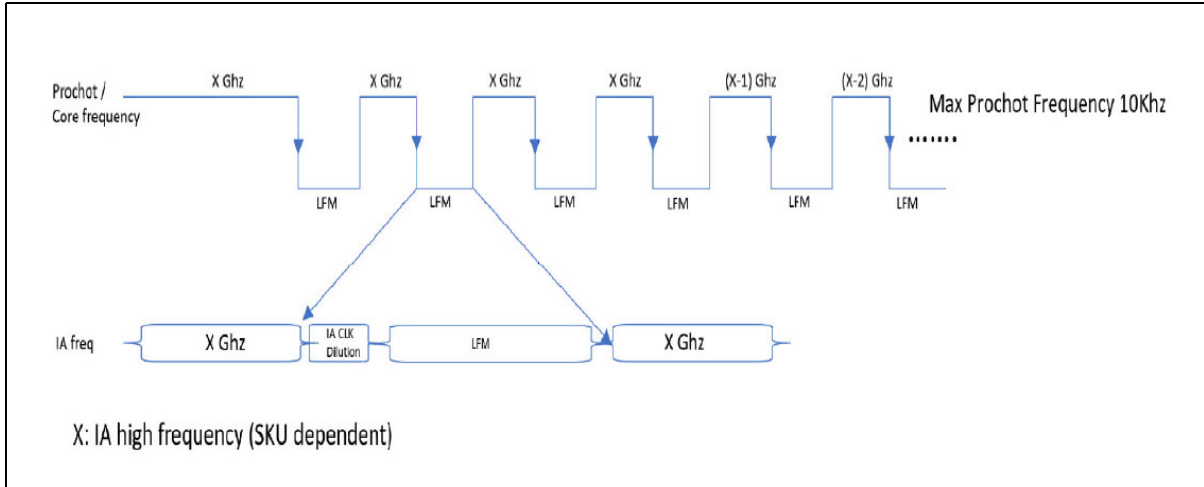 X Ghz X Ghz X Ghz X Ghz (X-1) Ghz (X-2) Ghz
Prochot /
Core frequency
Max Prochot Frequency 10Khz
.......
LFM LFM LFM LFM LFM LFM
IA freq X Ghz IA CLK Dilution LFM X Ghz
X: IA high frequency (SKU dependent)